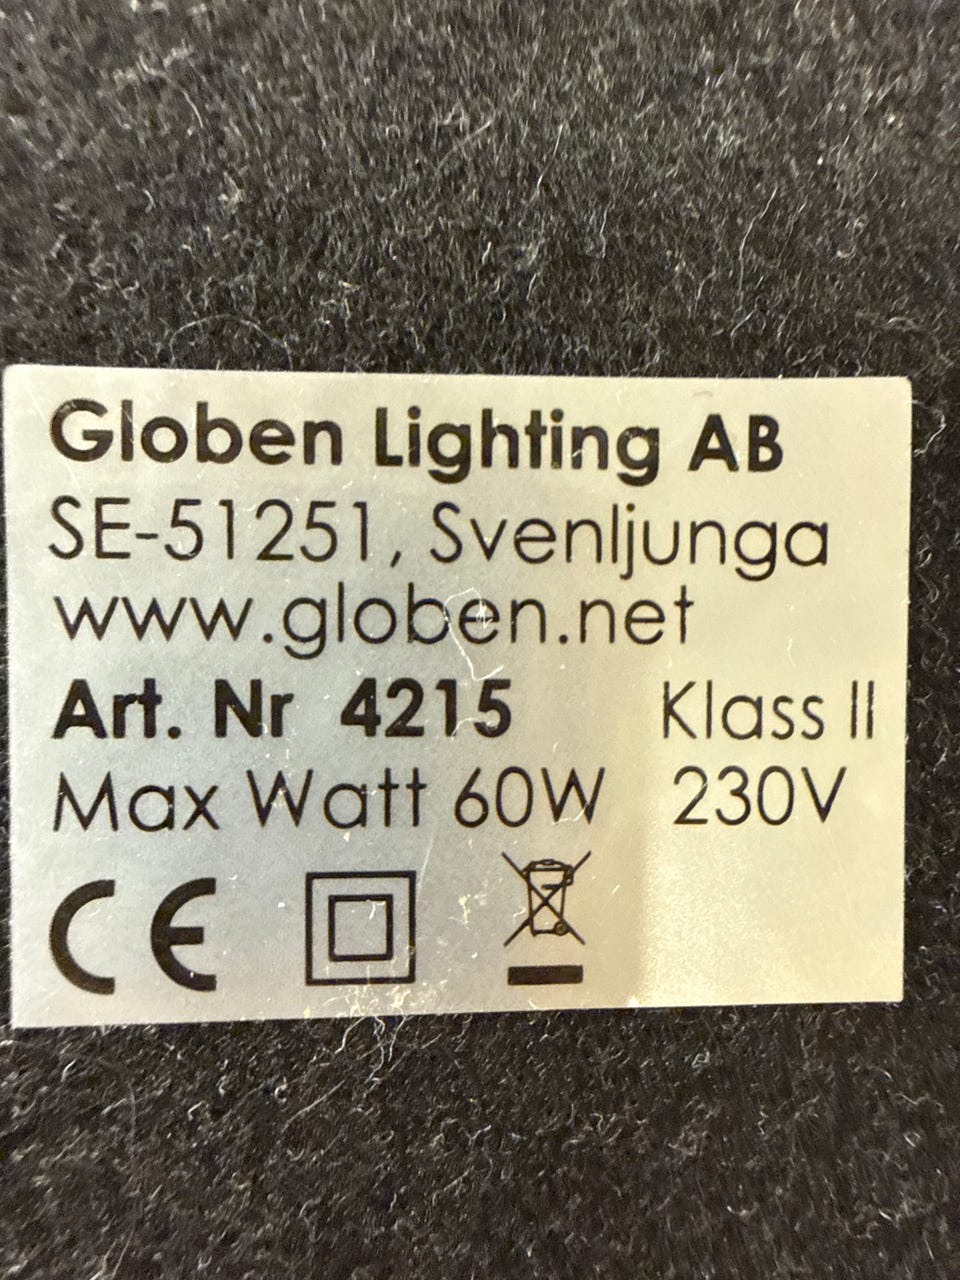 Globen Lighting AB
SE-51251, Svenljunga
www.globen.net
Art. Nr 4215 Klass II
Max Watt 60W 230V
CE